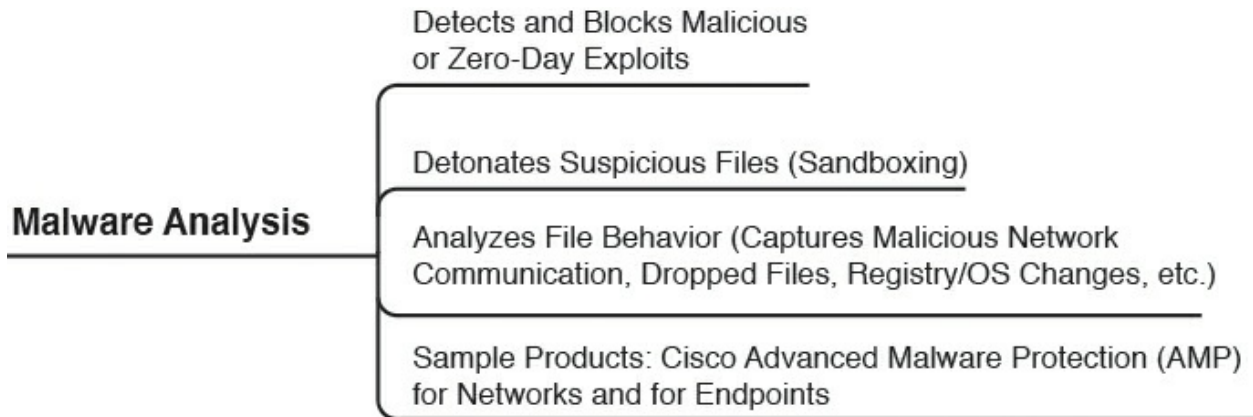 Detects and Blocks Malicious
or Zero-Day Exploits
Detonates Suspicious Files (Sandboxing)
Malware Analysis
Analyzes File Behavior (Captures Malicious Network
Communication, Dropped Files, Registry/OS Changes, etc.)
Sample Products: Cisco Advanced Malware Protection (AMP)
for Networks and for Endpoints